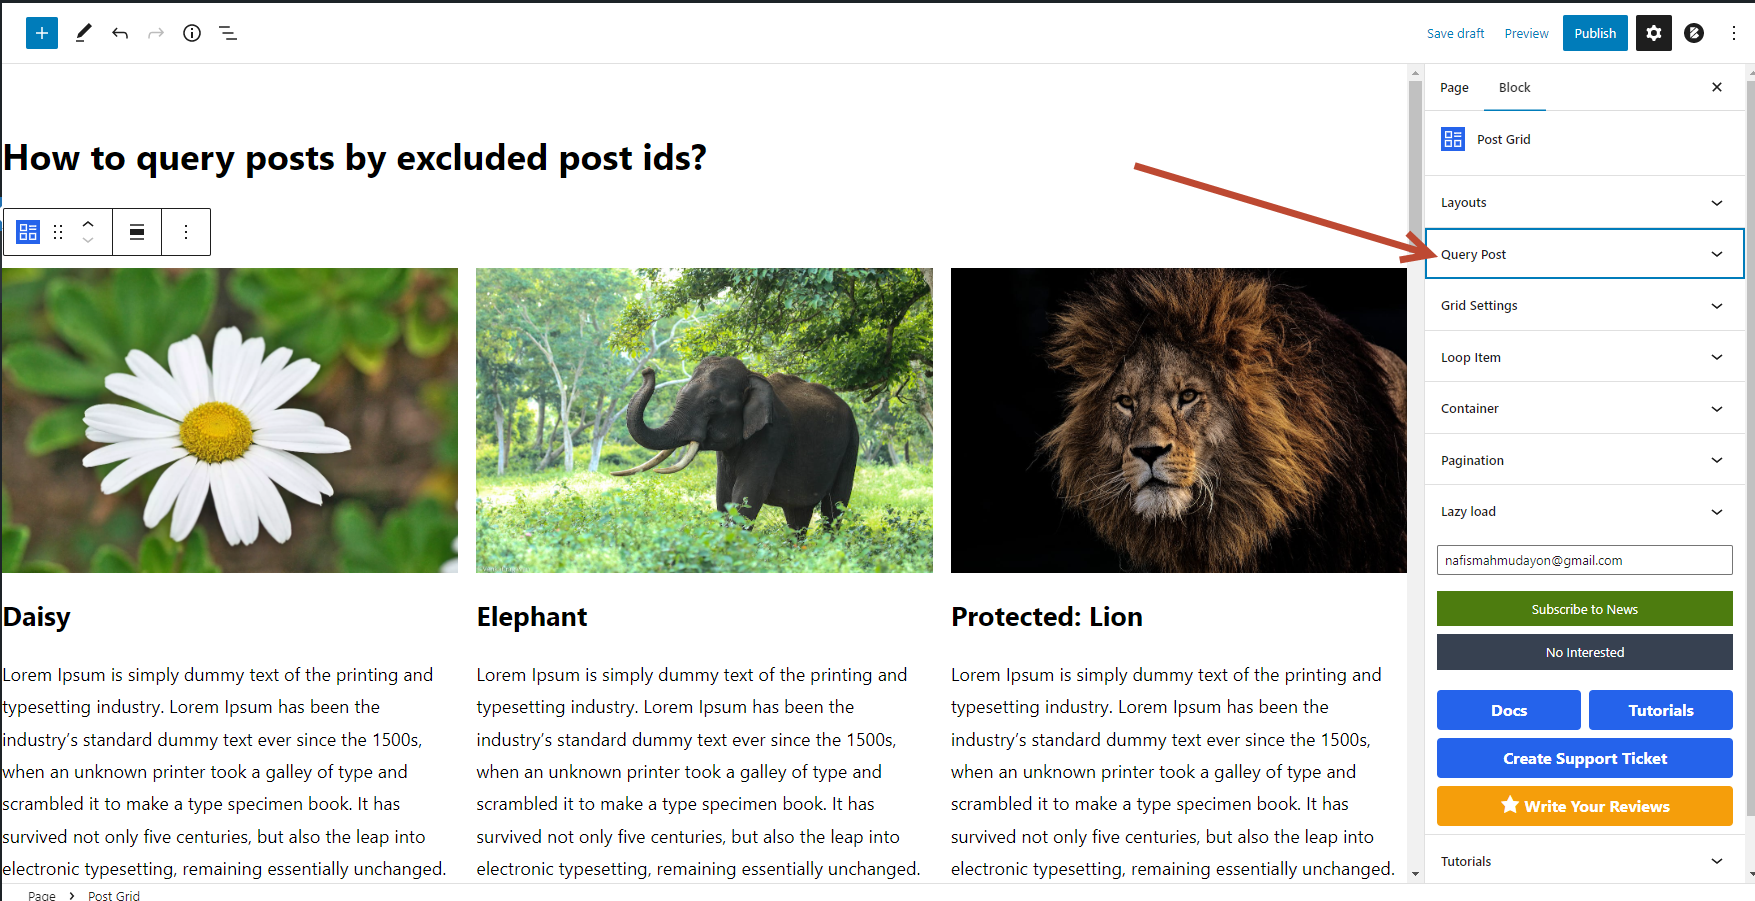 Save draft
Preview
Publish
Page
Block
Post Grid
How to query posts by excluded post ids?
Layouts
Query Post
Grid Settings
Loop Item
Container
Pagination
Lazy load
nafismahmudayon@gmail.com
Subscribe to News
No Interested
Docs
Tutorials
Create Support Ticket
Write Your Reviews
Tutorials
Daisy
Lorem Ipsum is simply dummy text of the printing and
typesetting industry. Lorem Ipsum has been the
industry’s standard dummy text ever since the 1500s,
when an unknown printer took a galley of type and
scrambled it to make a type specimen book. It has
survived not only five centuries, but also the leap into
electronic typesetting, remaining essentially unchanged.
Elephant
Lorem Ipsum is simply dummy text of the printing and
typesetting industry. Lorem Ipsum has been the
industry’s standard dummy text ever since the 1500s,
when an unknown printer took a galley of type and
scrambled it to make a type specimen book. It has
survived not only five centuries, but also the leap into
electronic typesetting, remaining essentially unchanged.
Protected: Lion
Lorem Ipsum is simply dummy text of the printing and
typesetting industry. Lorem Ipsum has been the
industry’s standard dummy text ever since the 1500s,
when an unknown printer took a galley of type and
scrambled it to make a type specimen book. It has
survived not only five centuries, but also the leap into
electronic typesetting, remaining essentially unchanged.
Page > Post Grid